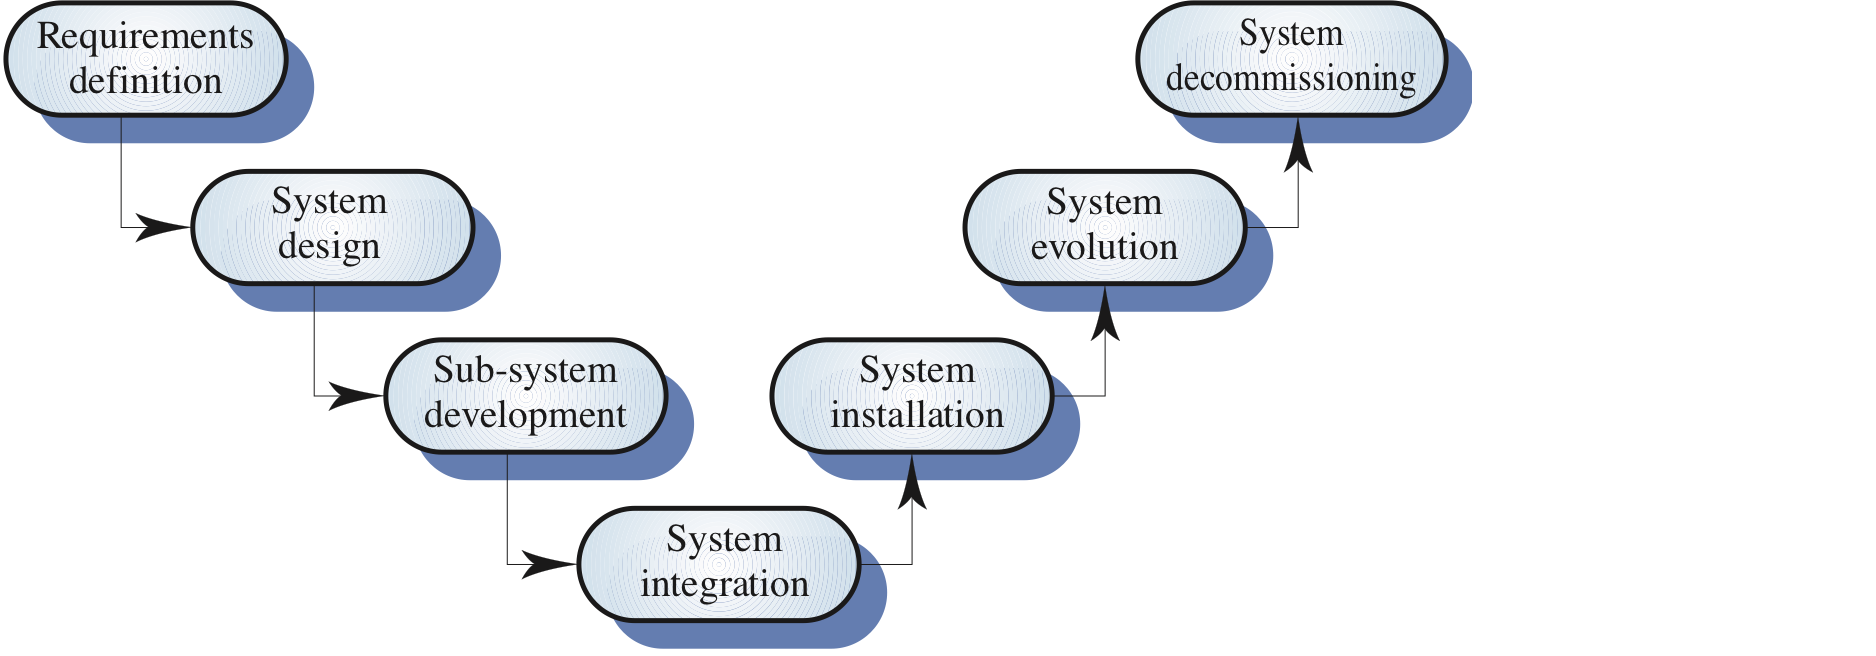 Requirements
definition
System
design
Sub-system
development
System
integration
System
installation
System
evolution
System
decommissioning